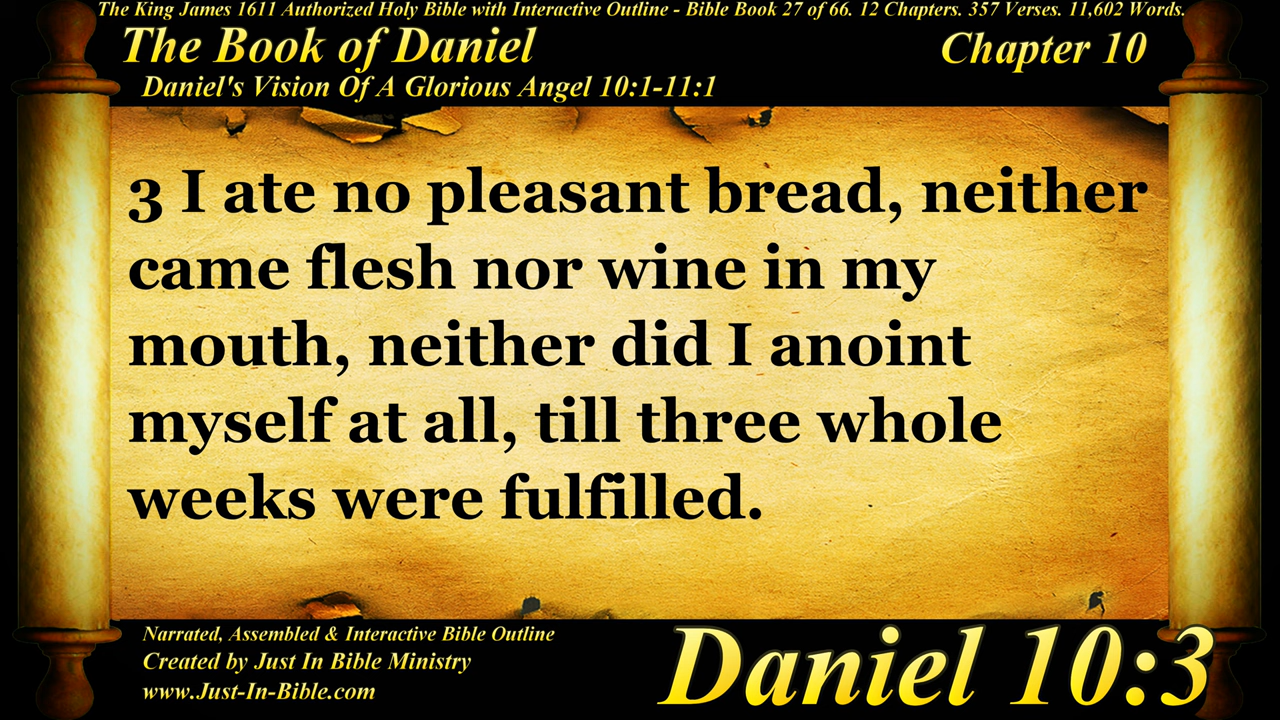 The King James 1611 Authorized Holy Bible with Interactive Outline - Bible Book 27 of 66. 12 Chapters. 357 Verses. 11,602 Words.
The Book of Daniel
Chapter 10
Daniel's Vision Of A Glorious Angel 10:1-11:1
3 I ate no pleasant bread, neither
came flesh nor wine in my
mouth, neither did I anoint
myself at all, till three whole
weeks were fulfilled.
Narrated, Assembled & Interactive Bible Outline
Created by Just In Bible Ministry
www.Just-In-Bible.com
Daniel 10:3